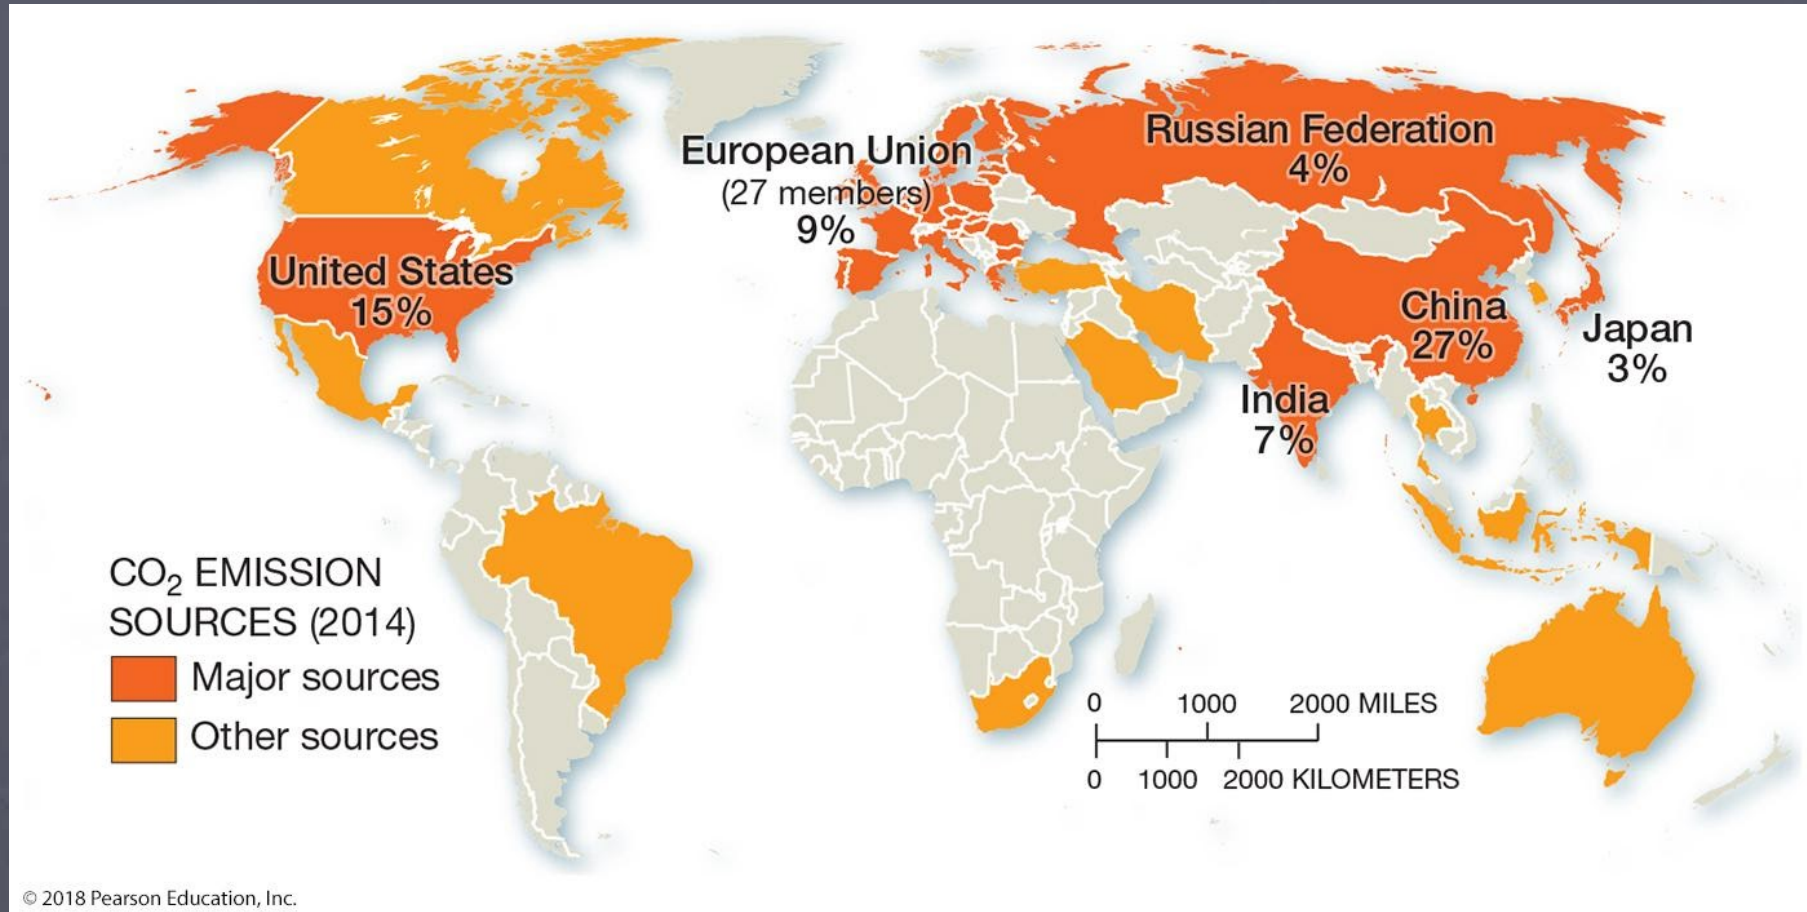 European Union
(27 members)
9%
Russian Federation
4%
United States
15%
China
27%
Japan
3%
India
7%
CO₂ EMISSION
SOURCES (2014)
Major sources
Other sources
0 1000 2000 MILES
0 1000 2000 KILOMETERS
© 2018 Pearson Education, Inc.